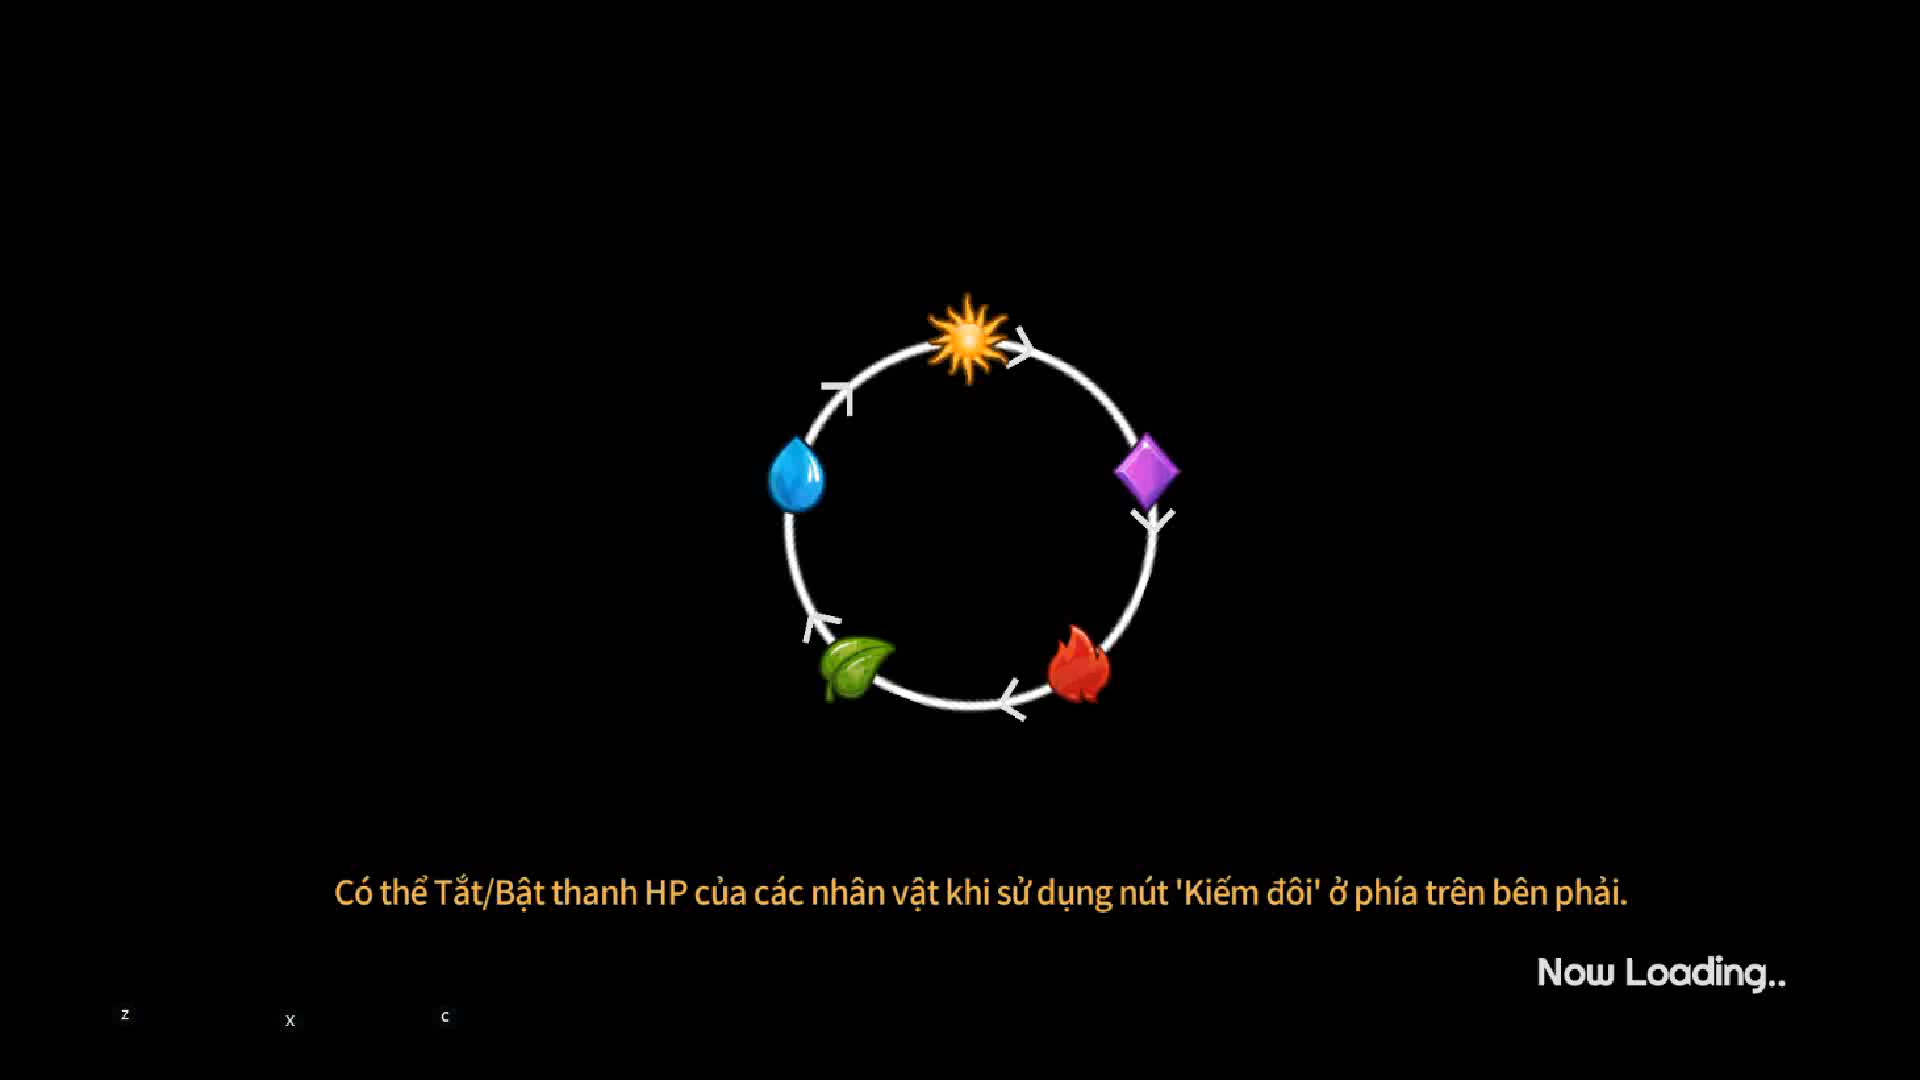 Có thể Tắt/Bật thanh HP của các nhân vật khi sử dụng nút 'Kiếm đôi' ở phía trên bên phải.
Now Loading..
z x c